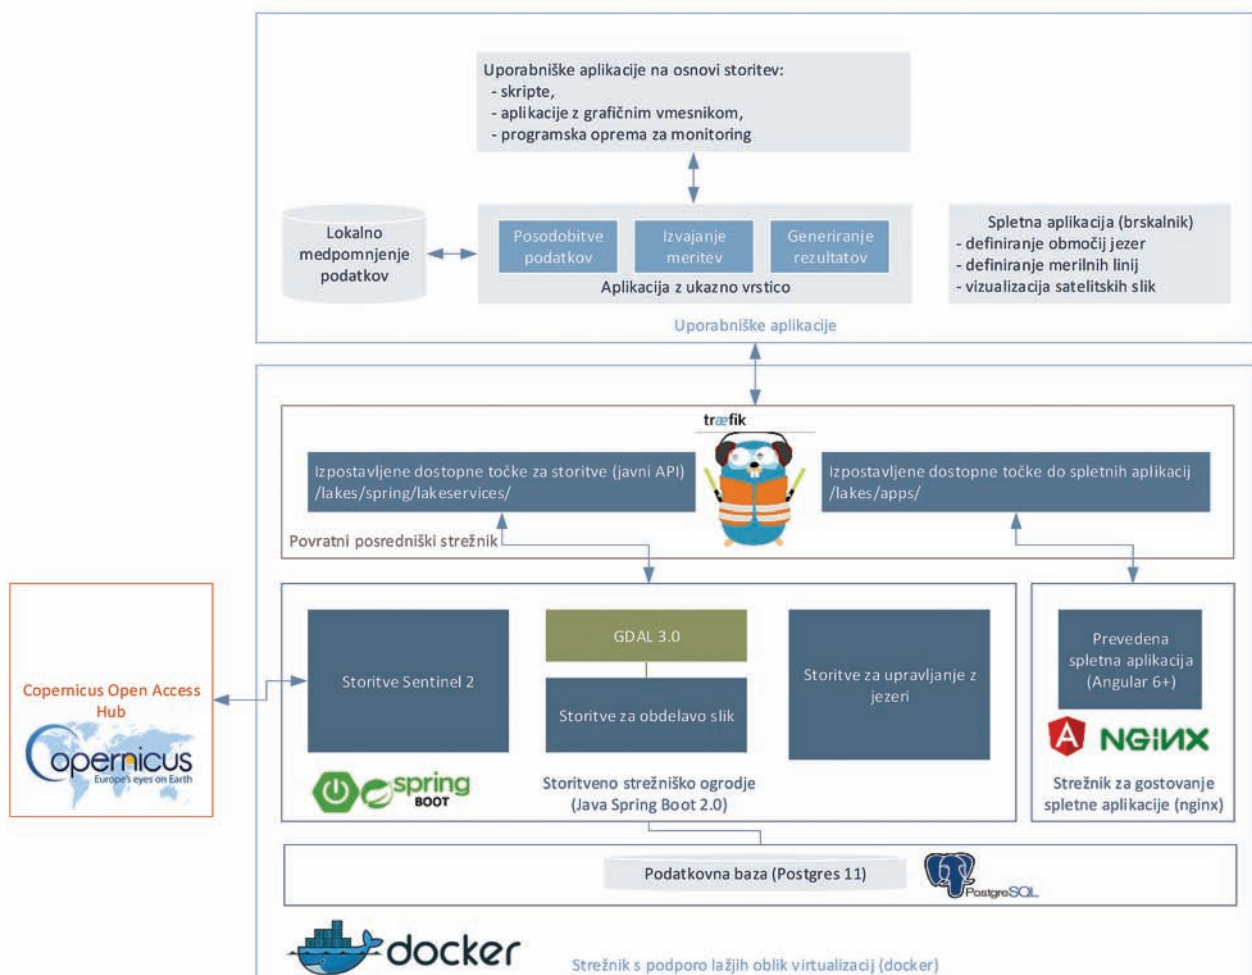 Uporabniške aplikacije na osnovi storitev:
- skripte,
- aplikacije z grafičnim vmesnikom,
- programska oprema za monitoring
Lokalno
medpomnjenje
podatkov
Posodobitve
podatkov
Izvajanje
meritev
Generiranje
rezultatov
Aplikacija z ukazno vrstico
Spletna aplikacija (brskalnik)
- definiranje območij jezer
- definiranje merilnih linij
- vizualizacija satelitskih slik
Uporabniške aplikacije
træfik
Izpostavljene dostopne točke za storitve (javni API)
/lakes/spring/lakeservices/
Izpostavljene dostopne točke do spletnih aplikacij
/lakes/apps/
Povratni posredniški strežnik
Copernicus Open Access
Hub
Copernicus
Europe's eyes on Earth
Storitve Sentinel 2
GDAL 3.0
Storitve za obdelavo slik
Storitve za upravljanje z
jezeri
spring
BOOT
Storitveno strežniško ogrodje
(Java Spring Boot 2.0)
Prevedena
spletna aplikacija
(Angular 6+)
A
NGINX
Strežnik za gostovanje
spletne aplikacije (nginx)
Podatkovna baza (Postgres 11)
PostgreSQL
docker
Strežnik s podporo lažjih oblik virtualizacij (docker)